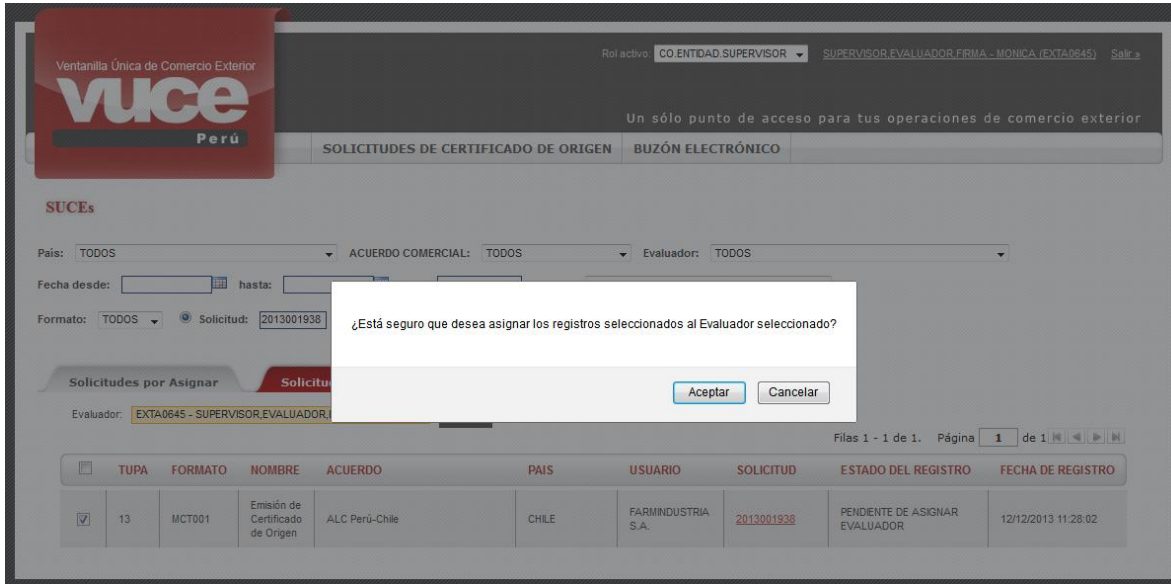 Rol activo: CO.ENTIDAD.SUPERVISOR SUPERVISOR,EVALUADOR,FIRMA - MONICA (EXTA0645) Salir »
Ventanilla Única de Comercio Exterior
vuce
Perú
Un sólo punto de acceso para tus operaciones de comercio exterior
SOLICITUDES DE CERTIFICADO DE ORIGEN BUZÓN ELECTRÓNICO
SUCEs
País: TODOS ACUERDO COMERCIAL: TODOS Evaluador: TODOS
Fecha desde: hasta:
Formato: TODOS Solicitud: 2013001938
¿Está seguro que desea asignar los registros seleccionados al Evaluador seleccionado?
Aceptar Cancelar
Solicitudes por Asignar Solicitu
Evaluador: EXTA0645 - SUPERVISOR,EVALUADOR,
Filas 1 - 1 de 1. Página 1 de 1
TUPA FORMATO NOMBRE ACUERDO PAIS USUARIO SOLICITUD ESTADO DEL REGISTRO FECHA DE REGISTRO
13 MCT001 Emisión de Certificado de Origen ALC Perú-Chile CHILE FARMINDUSTRIA S.A. 2013001938 PENDIENTE DE ASIGNAR EVALUADOR 12/12/2013 11:28:02